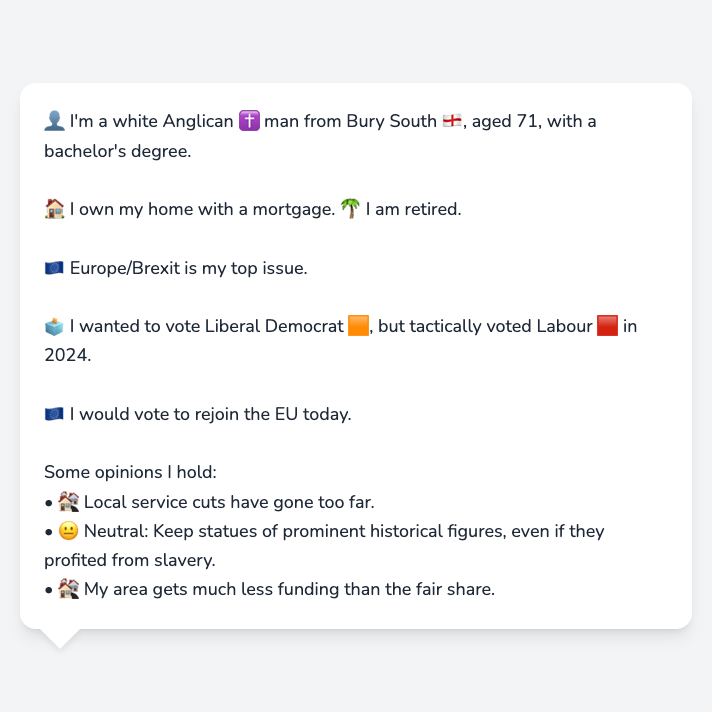 👤 I'm a white Anglican ✝️ man from Bury South 🏴󠁧󠁢󠁥󠁮󠁧󠁿, aged 71, with a
bachelor's degree.
🏠 I own my home with a mortgage. 🌴 I am retired.
🇪🇺 Europe/Brexit is my top issue.
🗳️ I wanted to vote Liberal Democrat 🟧, but tactically voted Labour 🟥 in
2024.
🇪🇺 I would vote to rejoin the EU today.
Some opinions I hold:
• 🏚️ Local service cuts have gone too far.
• 😐 Neutral: Keep statues of prominent historical figures, even if they
profited from slavery.
• 🏚️ My area gets much less funding than the fair share.